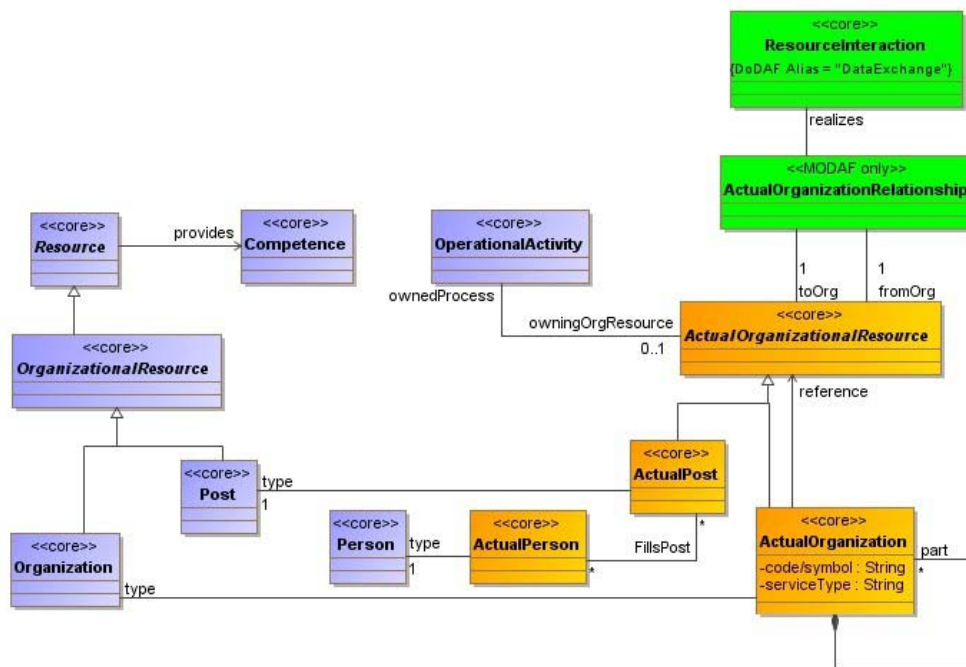 <<core>>
ResourceInteraction
{DoDAF Alias = "DataExchange"}
realizes
<<MODAF only>>
ActualOrganizationRelationship
<<core>>
Resource
provides
<<core>>
Competence
<<core>>
OperationalActivity
ownedProcess
1
toOrg
1
fromOrg
owningOrgResource
0..1
<<core>>
ActualOrganizationalResource
<<core>>
OrganizationalResource
reference
<<core>>
Post
type
1
<<core>>
ActualPost
*
<<core>>
Person
type
1
<<core>>
ActualPerson
*
FillsPost
<<core>>
Organization
type
<<core>>
ActualOrganization
-code/symbol : String
-serviceType : String
part
*